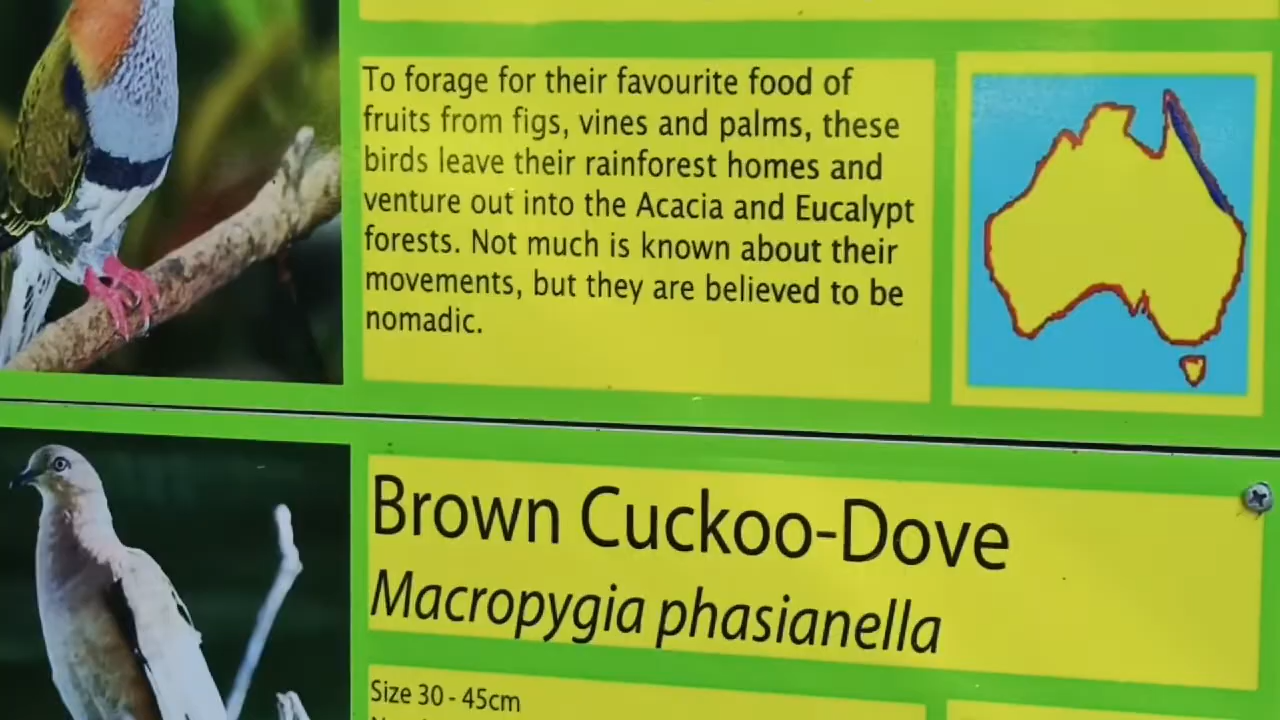 To forage for their favourite food of
fruits from figs, vines and palms, these
birds leave their rainforest homes and
venture out into the Acacia and Eucalypt
forests. Not much is known about their
movements, but they are believed to be
nomadic.
Brown Cuckoo-Dove
Macropygia phasianella
Size 30 - 45cm